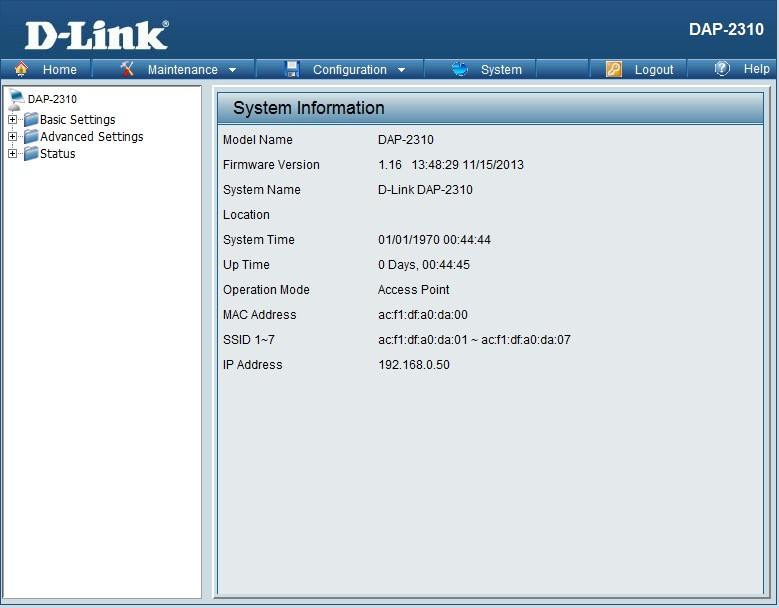 D-Link®
DAP-2310
Home Maintenance Configuration System Logout Help
DAP-2310
Basic Settings
Advanced Settings
Status
System Information
Model Name DAP-2310
Firmware Version 1.16 13:48:29 11/15/2013
System Name D-Link DAP-2310
Location
System Time 01/01/1970 00:44:44
Up Time 0 Days, 00:44:45
Operation Mode Access Point
MAC Address ac:f1:df:a0:da:00
SSID 1~7 ac:f1:df:a0:da:01 ~ ac:f1:df:a0:da:07
IP Address 192.168.0.50